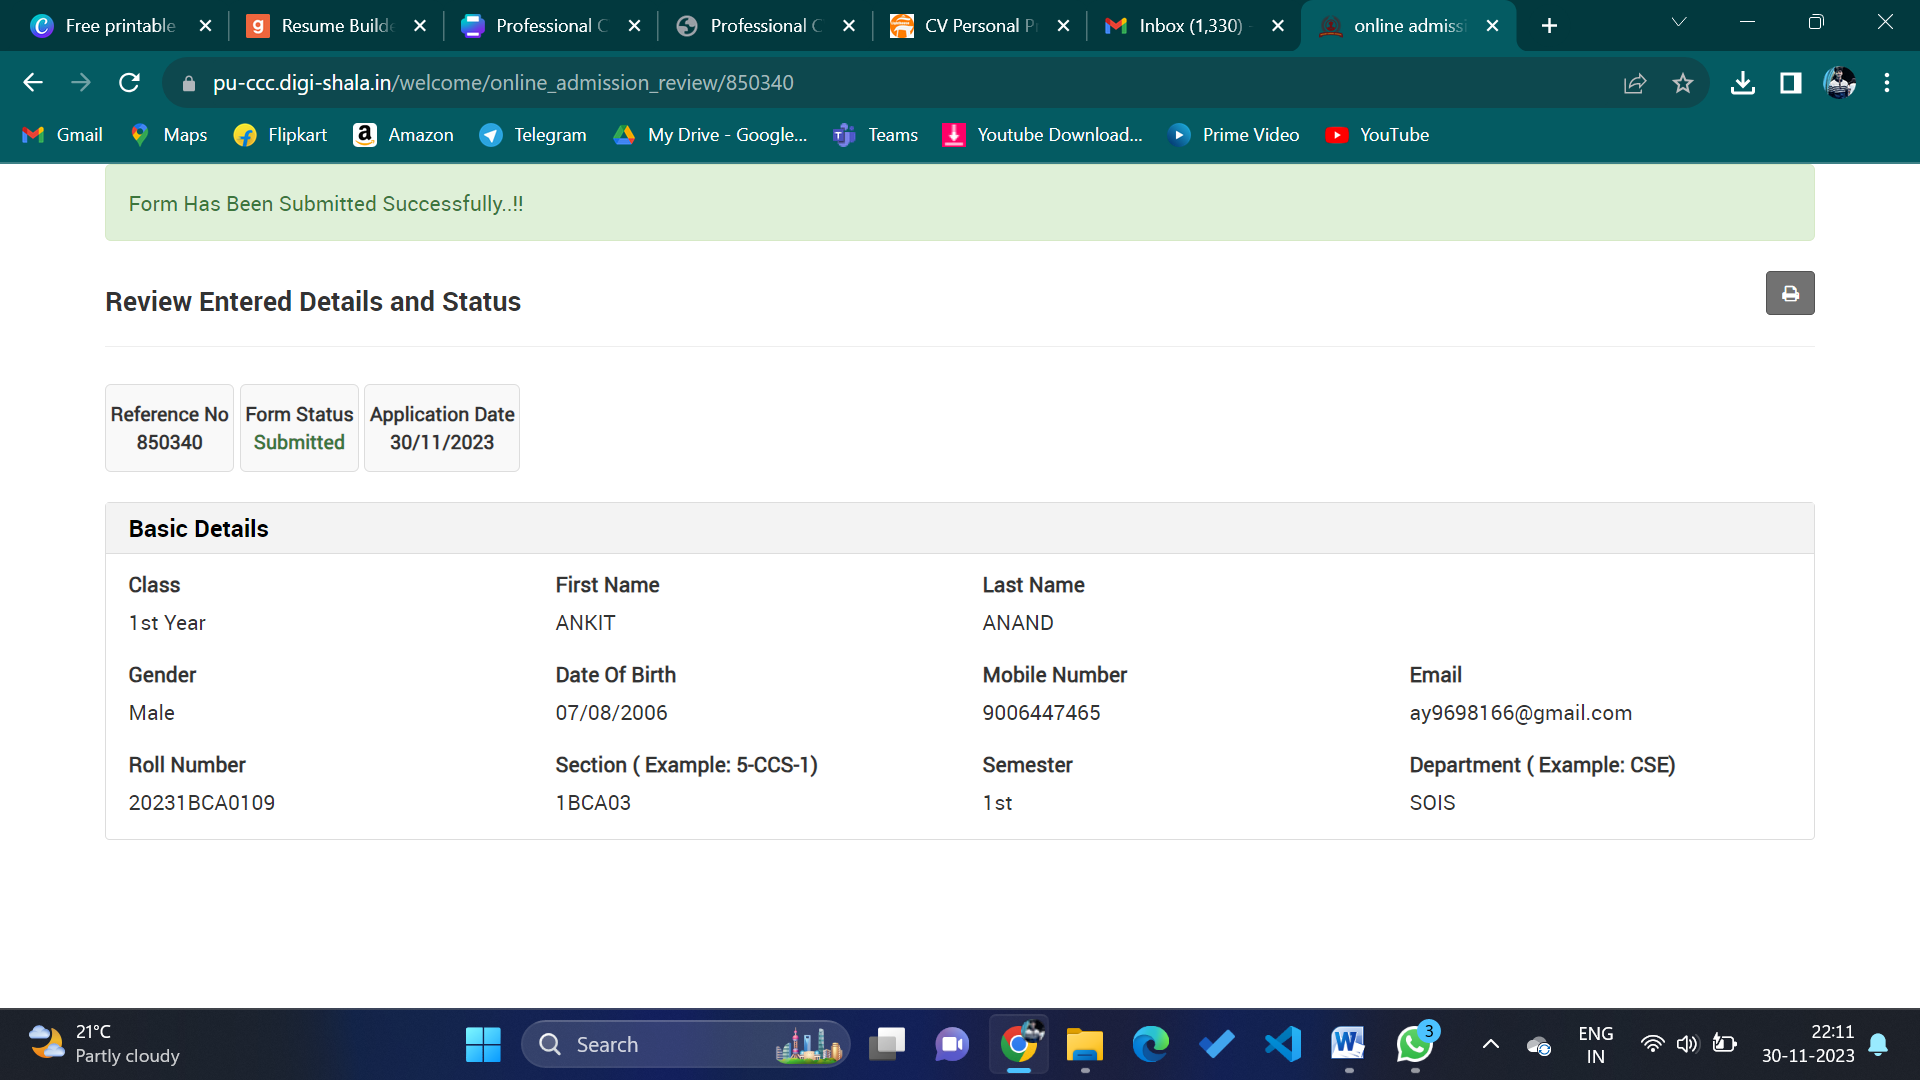 Free printable
Resume Builde
Professional C
Professional C
CV Personal P
Inbox (1,330)
online admiss
pu-ccc.digi-shala.in/welcome/online_admission_review/850340
Gmail
Maps
Flipkart
Amazon
Telegram
My Drive - Google...
Teams
Youtube Download...
Prime Video
YouTube
Form Has Been Submitted Successfully..!!
Review Entered Details and Status
Reference No
850340
Form Status
Submitted
Application Date
30/11/2023
Basic Details
Class
1st Year
First Name
ANKIT
Last Name
ANAND
Gender
Male
Date Of Birth
07/08/2006
Mobile Number
9006447465
Email
ay9698166@gmail.com
Roll Number
20231BCA0109
Section ( Example: 5-CCS-1)
1BCA03
Semester
1st
Department ( Example: CSE)
SOIS
21°C
Partly cloudy
Search
3
ENG
IN
22:11
30-11-2023